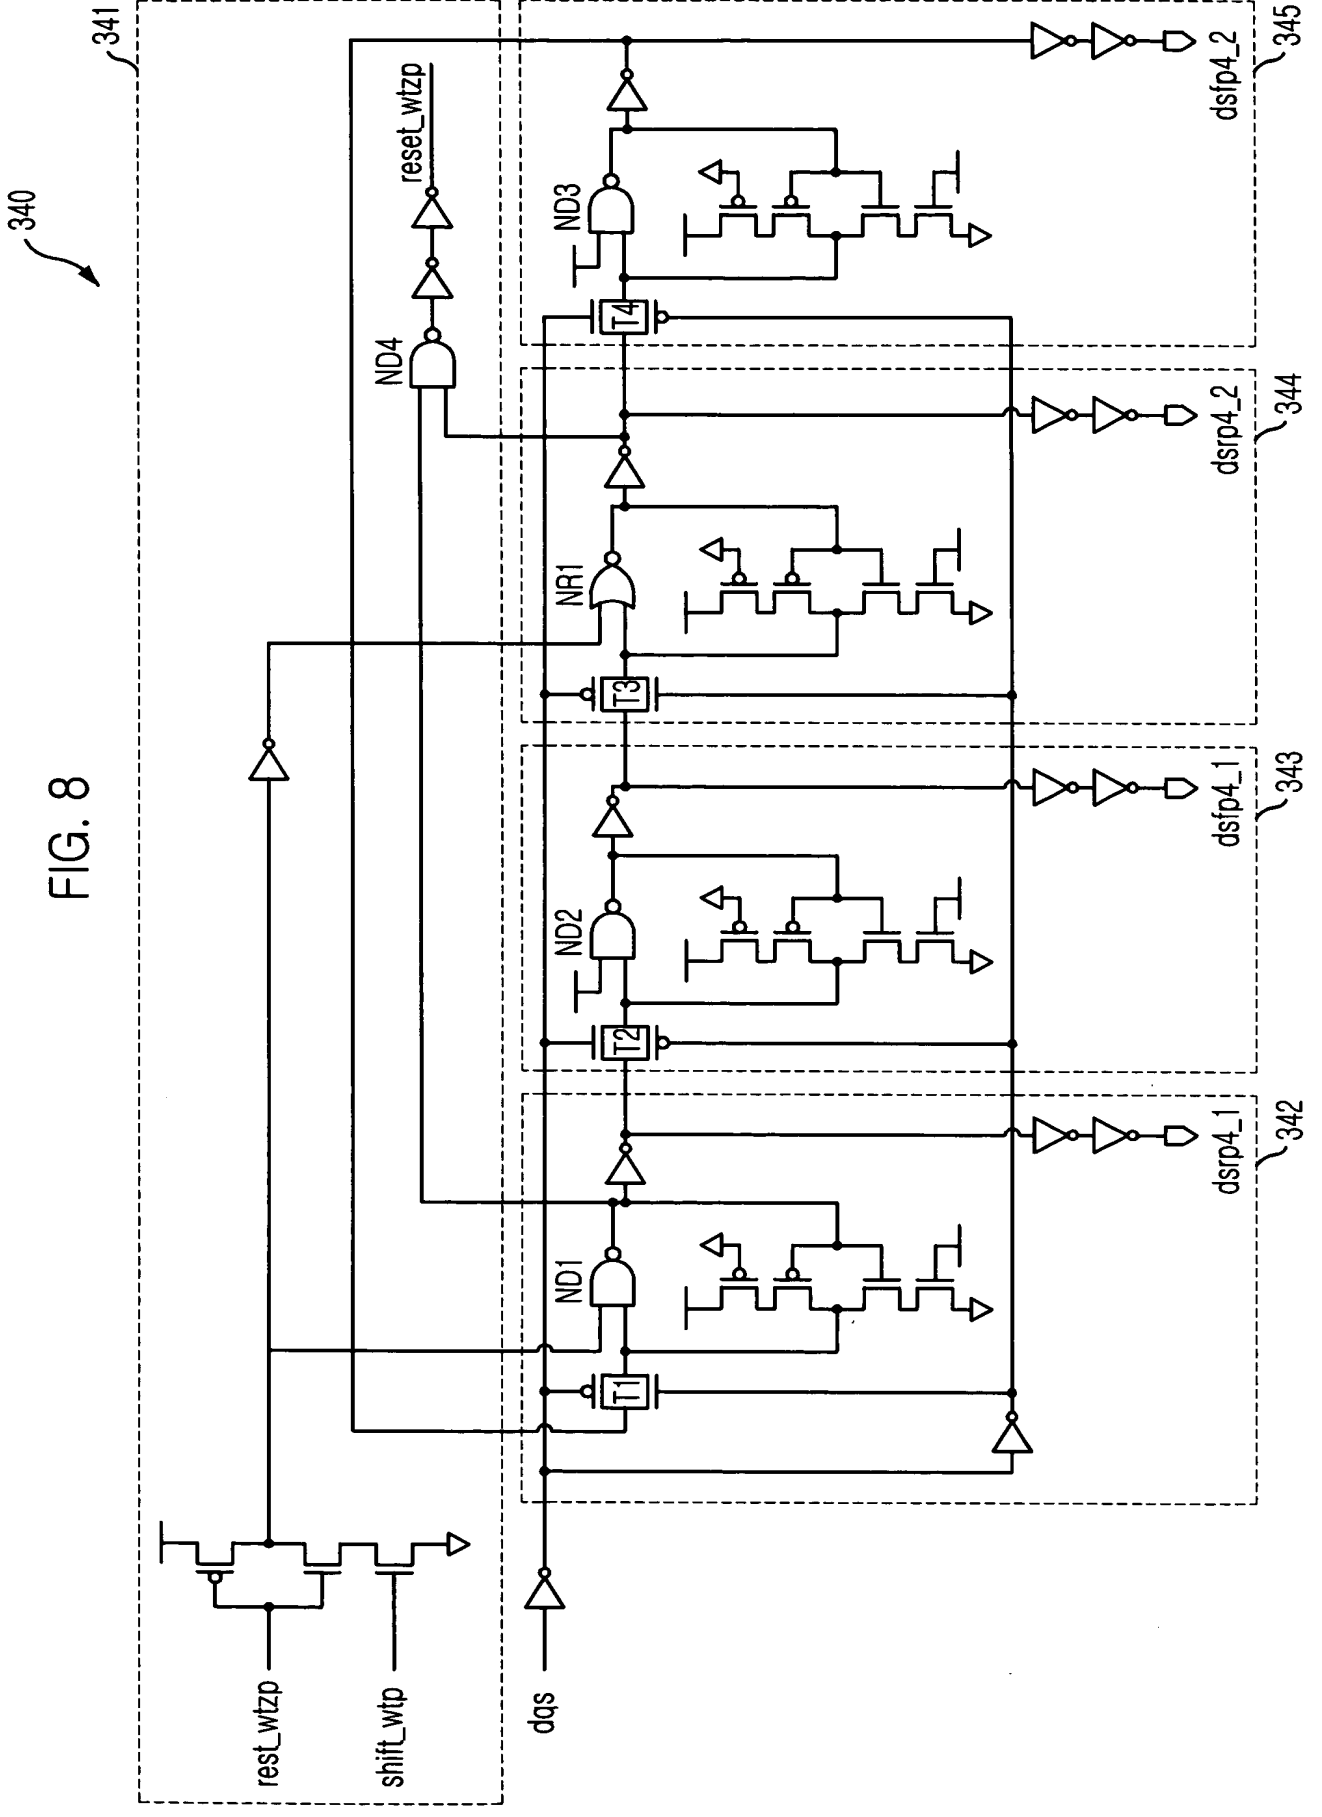 FIG. 8
340
341
rest_wtzp
shift_wtp
reset_wtzp
ND4
dqs
T1
ND1
T2
ND2
T3
NR1
T4
ND3
dsrp4_1
342
dsfp4_1
343
dsrp4_2
344
dsfp4_2
345